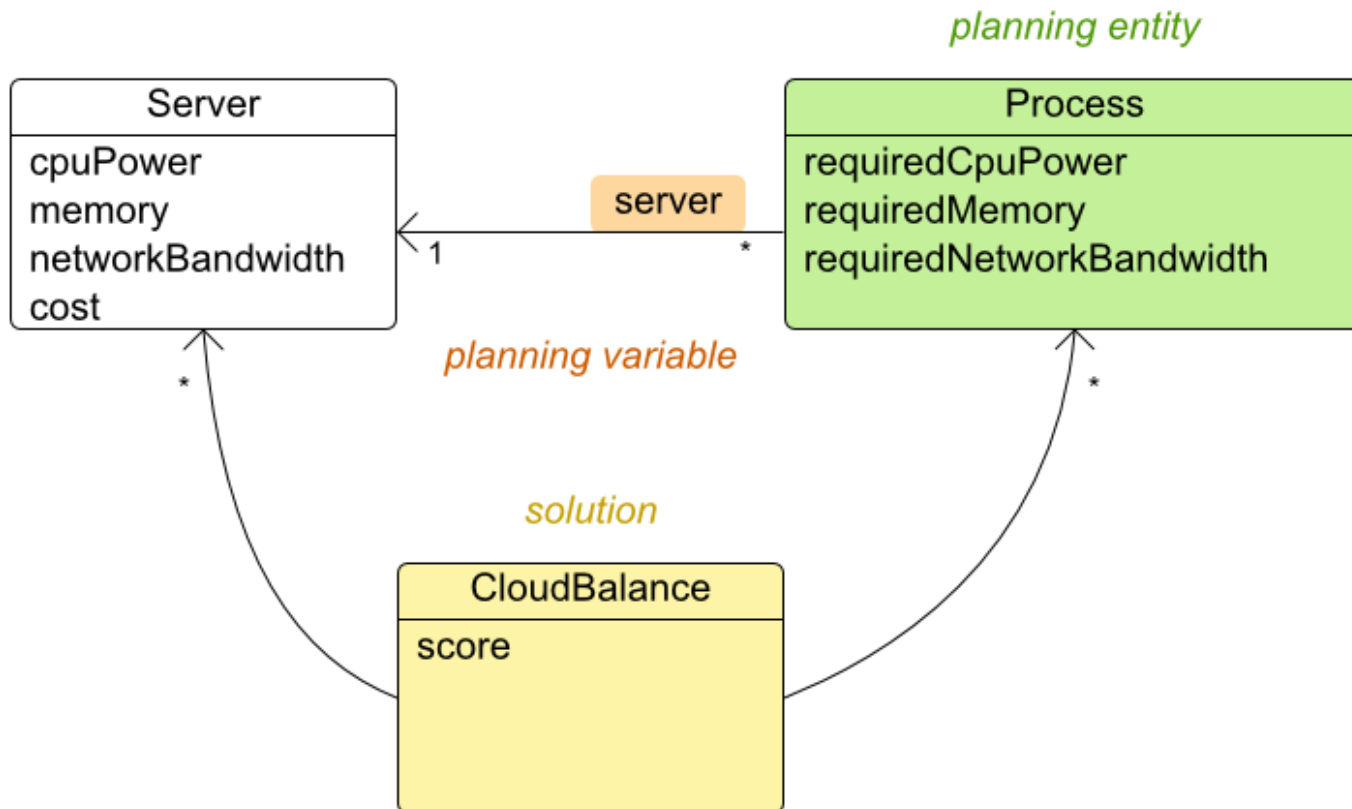 planning entity
Server
cpuPower
memory
networkBandwidth
cost
server
1
*
Process
requiredCpuPower
requiredMemory
requiredNetworkBandwidth
planning variable
*
*
solution
CloudBalance
score